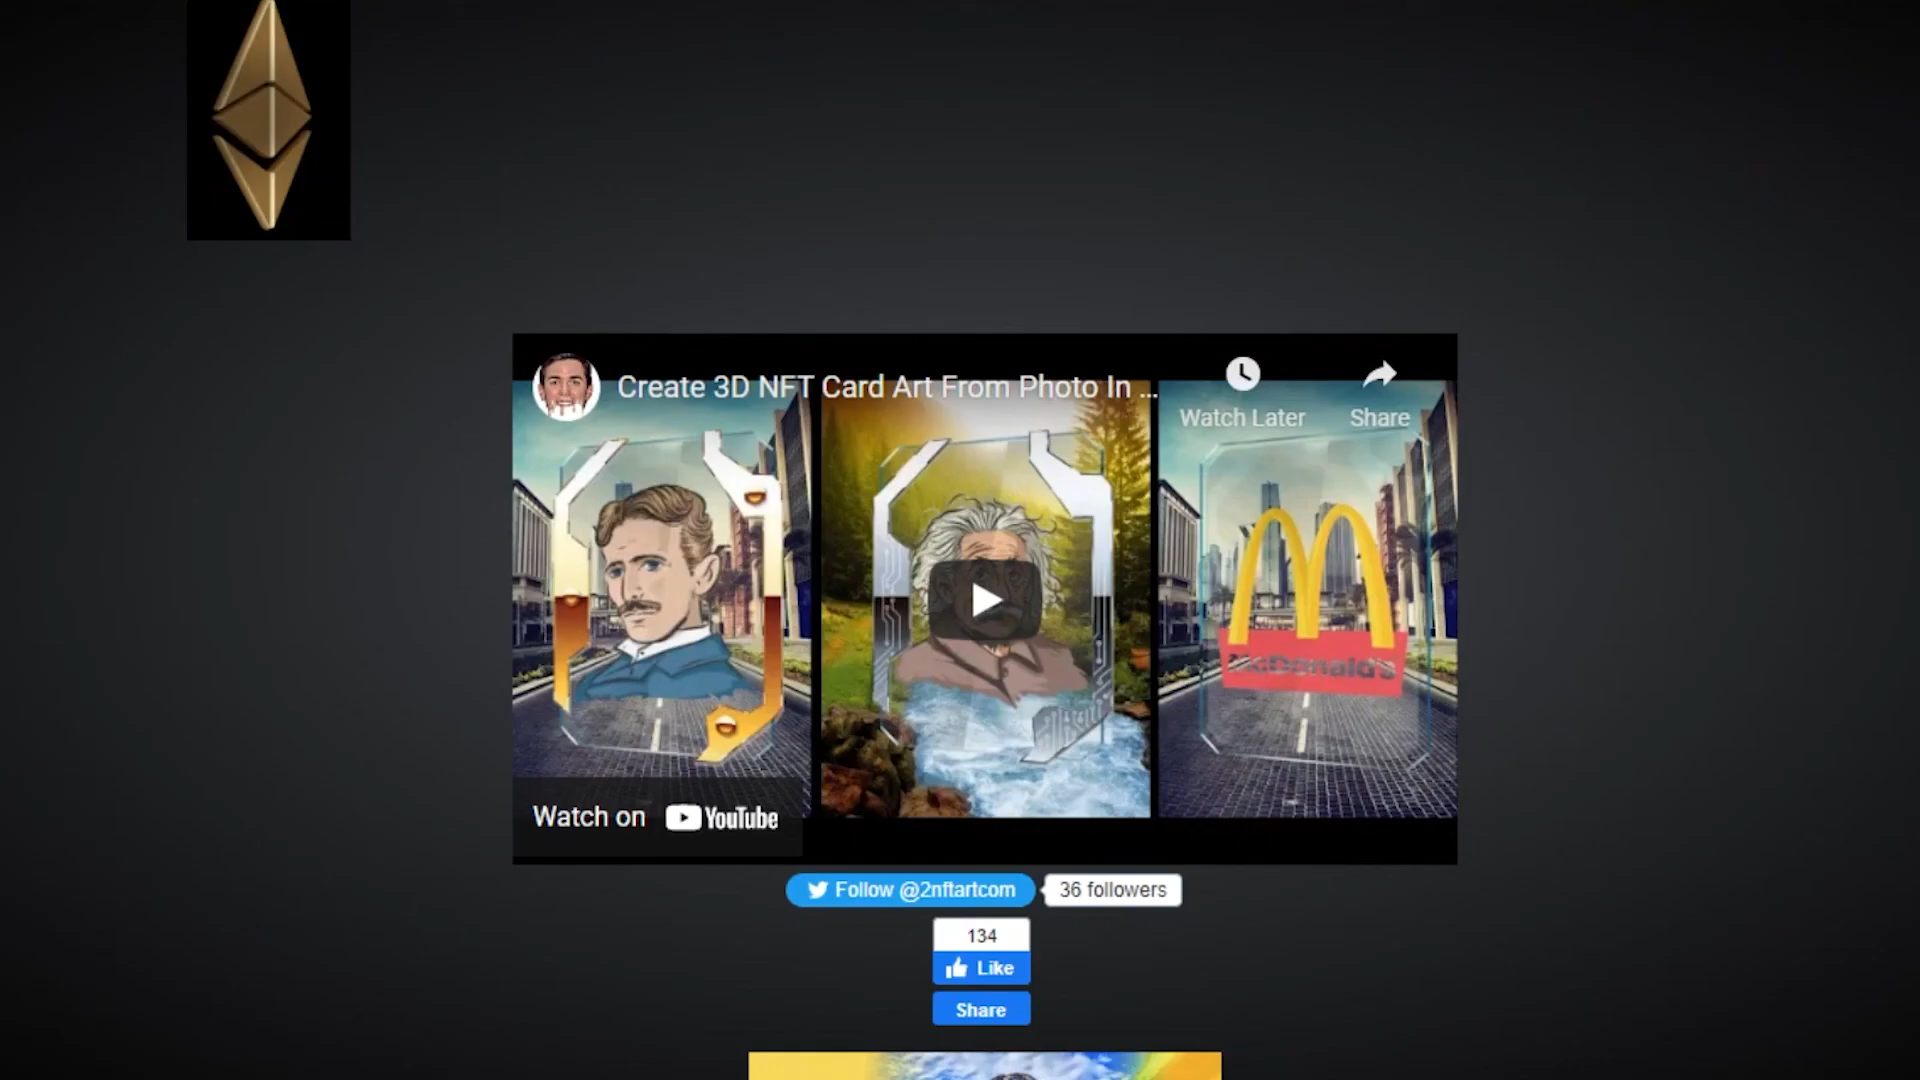 Create 3D NFT Card Art From Photo In ...
Watch Later
Share
McDonald's
Watch on YouTube
Follow @2nftartcom
36 followers
134
Like
Share